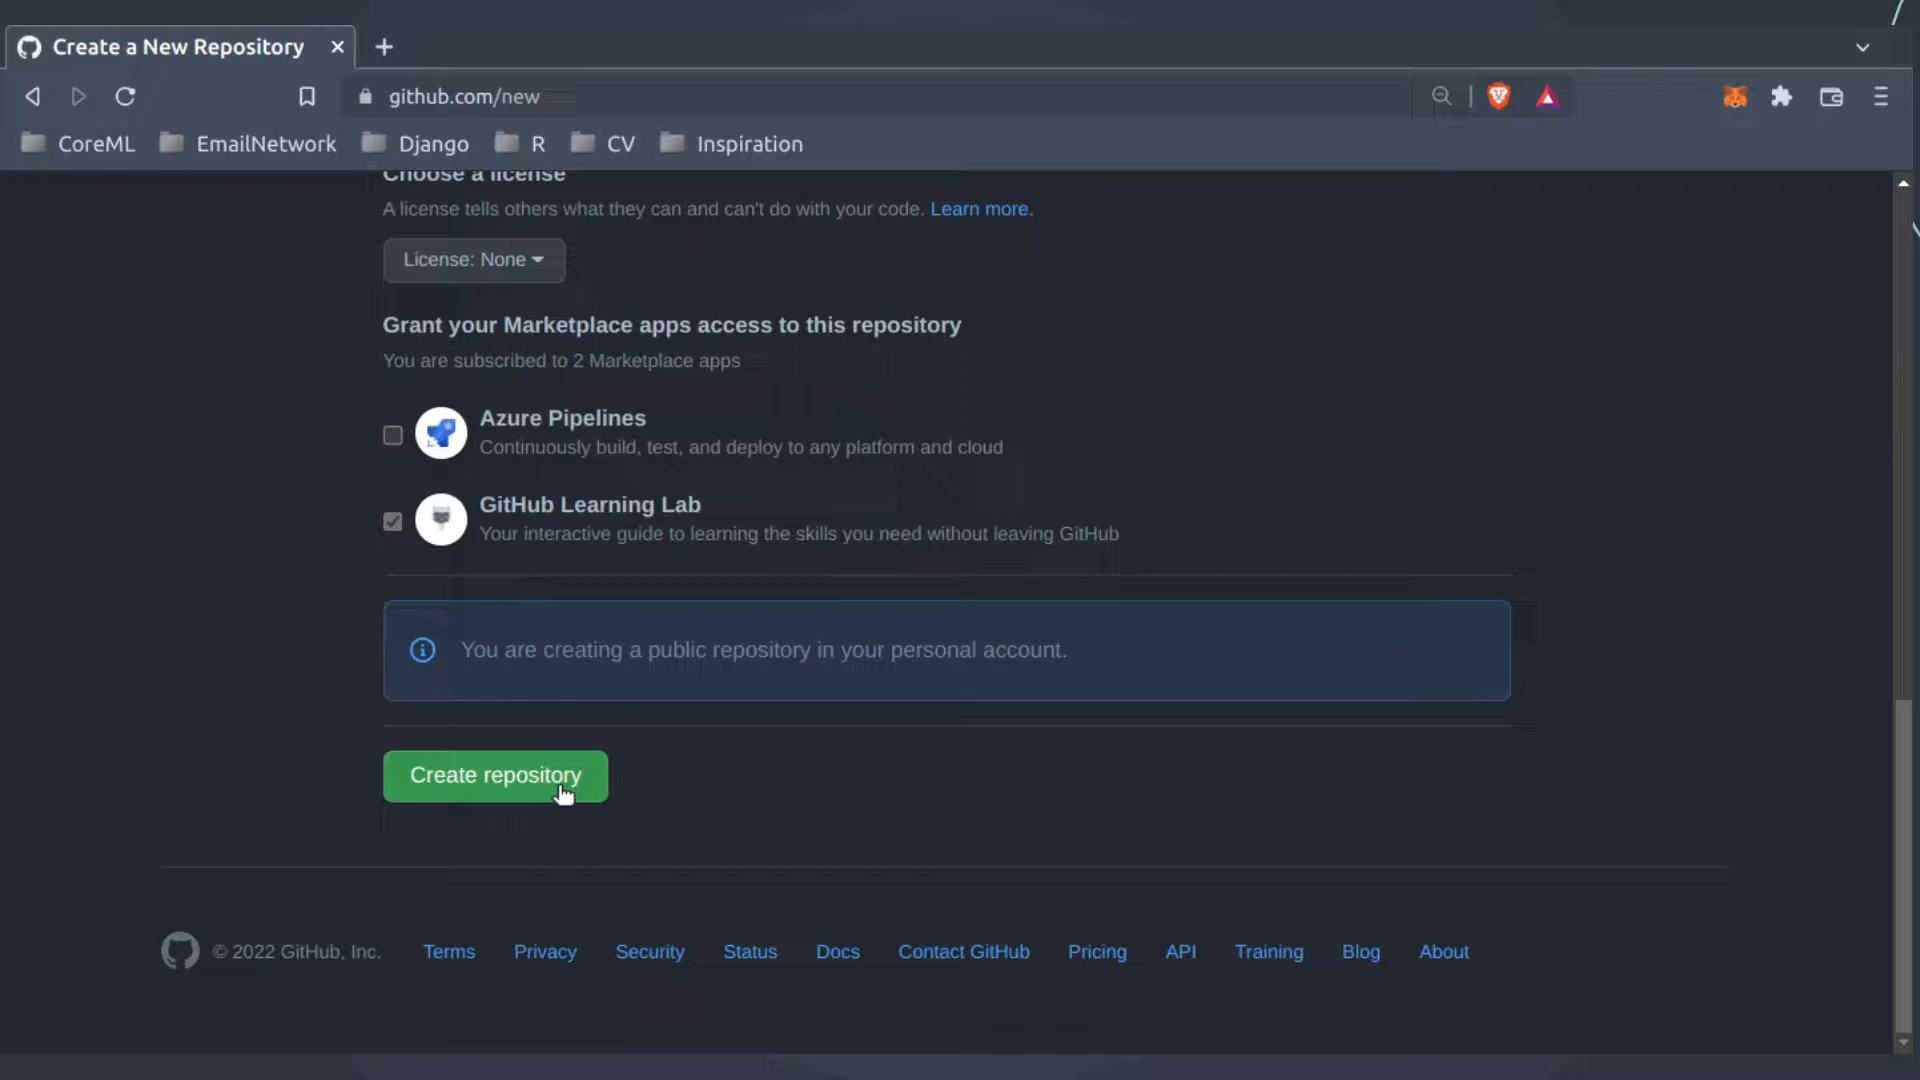 Create a New Repository
github.com/new
CoreML EmailNetwork Django R CV Inspiration
Choose a license
A license tells others what they can and can't do with your code. Learn more.
License: None
Grant your Marketplace apps access to this repository
You are subscribed to 2 Marketplace apps
Azure Pipelines
Continuously build, test, and deploy to any platform and cloud
GitHub Learning Lab
Your interactive guide to learning the skills you need without leaving GitHub
You are creating a public repository in your personal account.
Create repository
© 2022 GitHub, Inc. Terms Privacy Security Status Docs Contact GitHub Pricing API Training Blog About